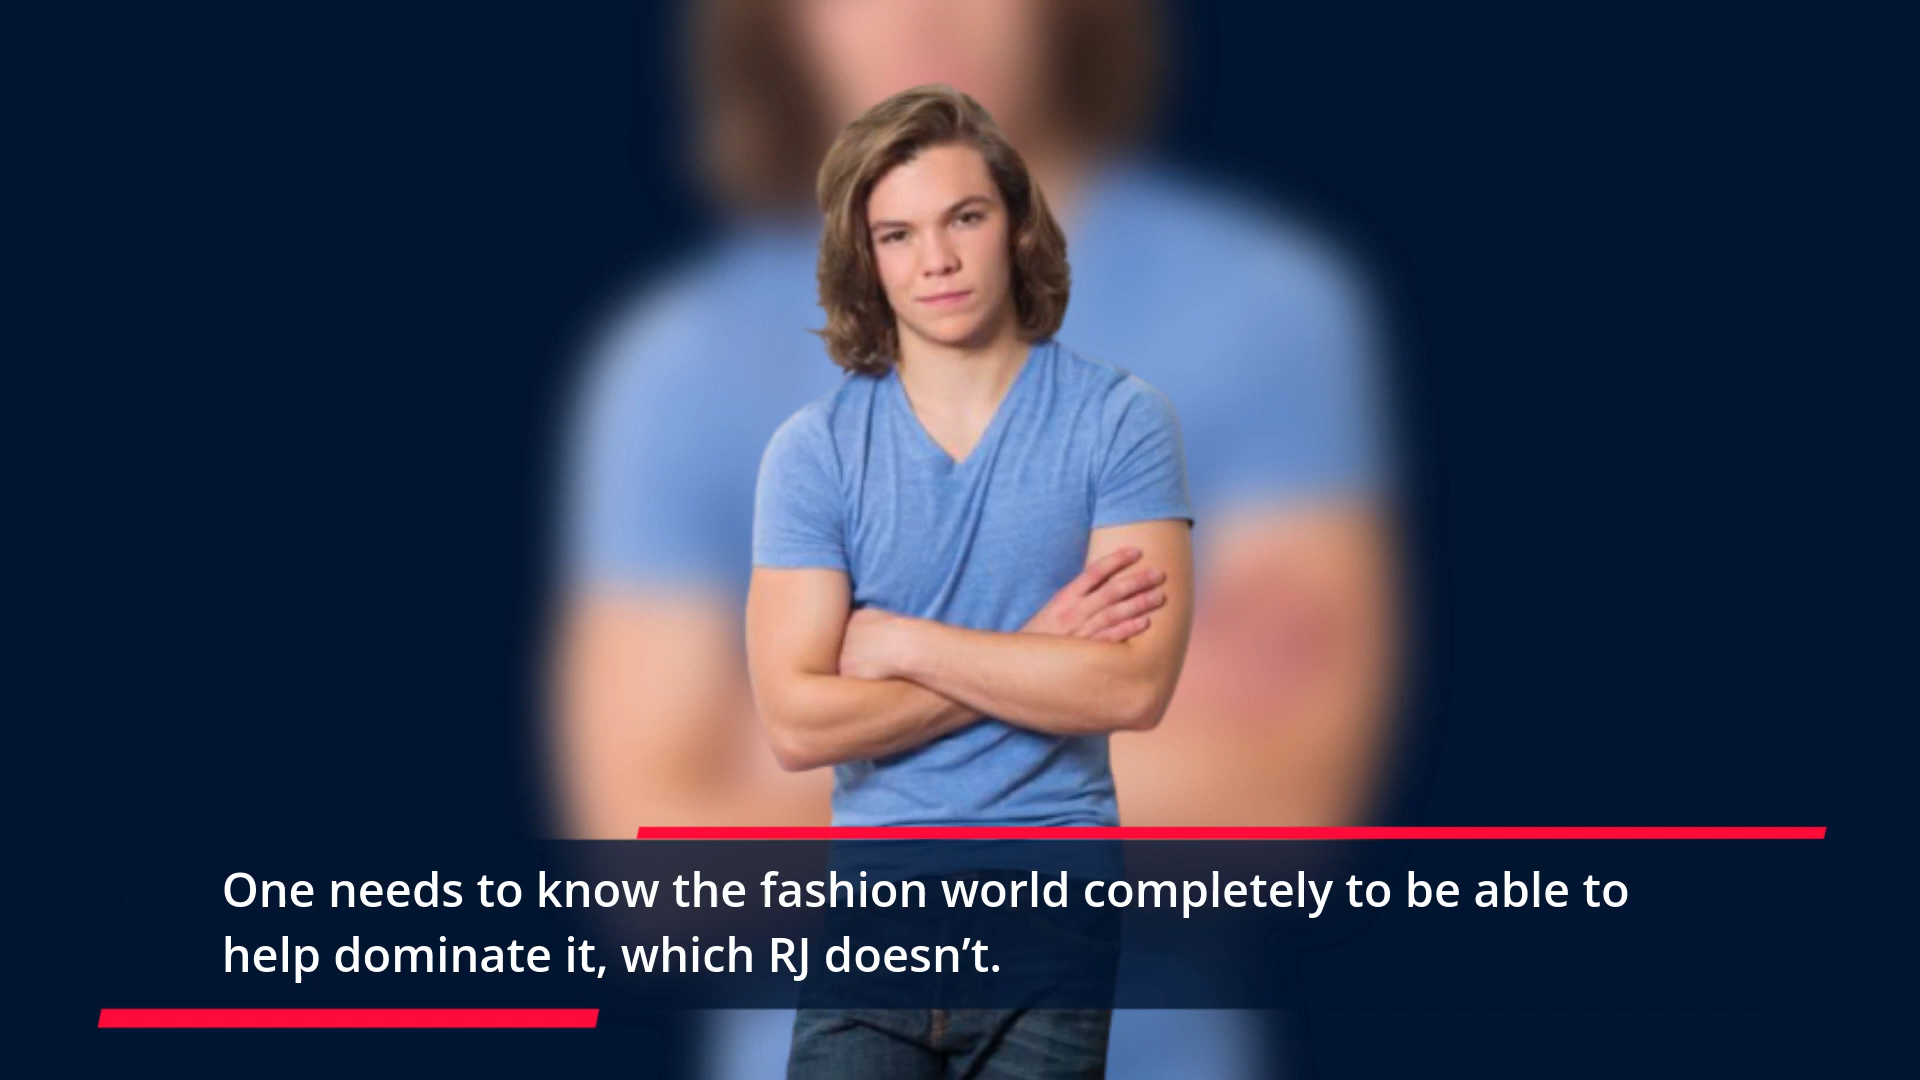 One needs to know the fashion world completely to be able to
help dominate it, which RJ doesn’t.